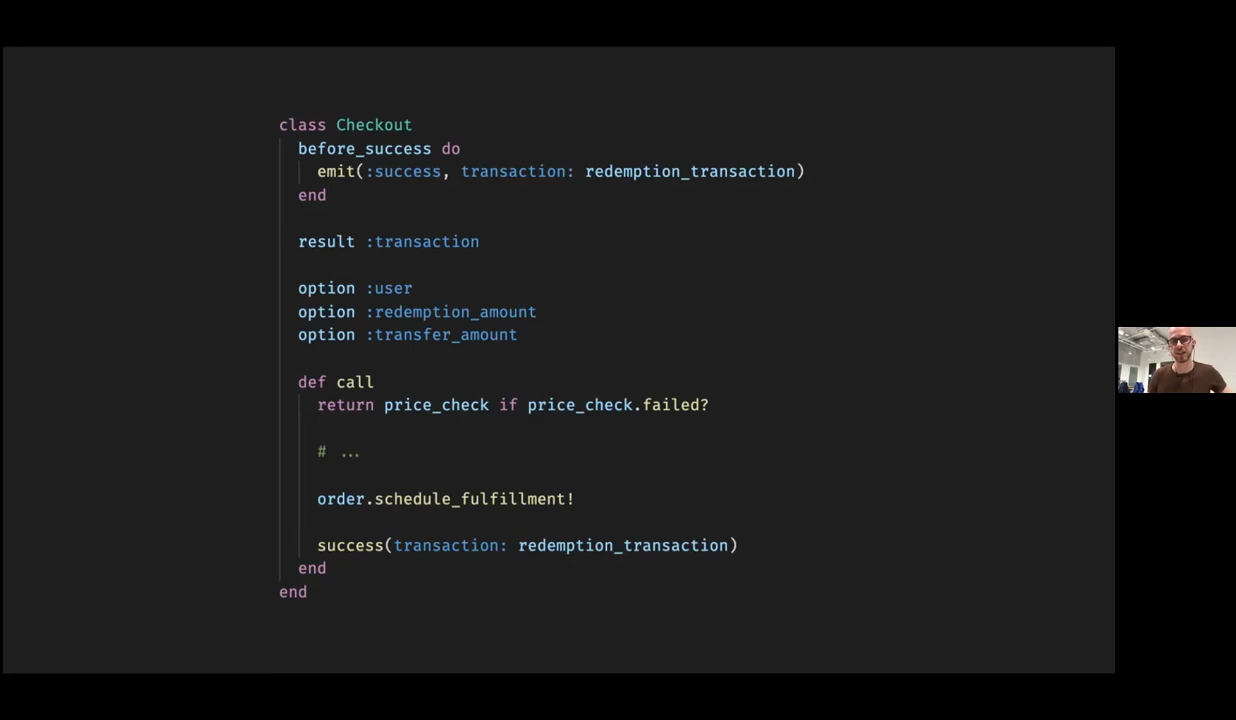 class Checkout
before_success do
emit(:success, transaction: redemption_transaction)
end
result :transaction
option :user
option :redemption_amount
option :transfer_amount
def call
return price_check if price_check.failed?
# ...
order.schedule_fulfillment!
success(transaction: redemption_transaction)
end
end